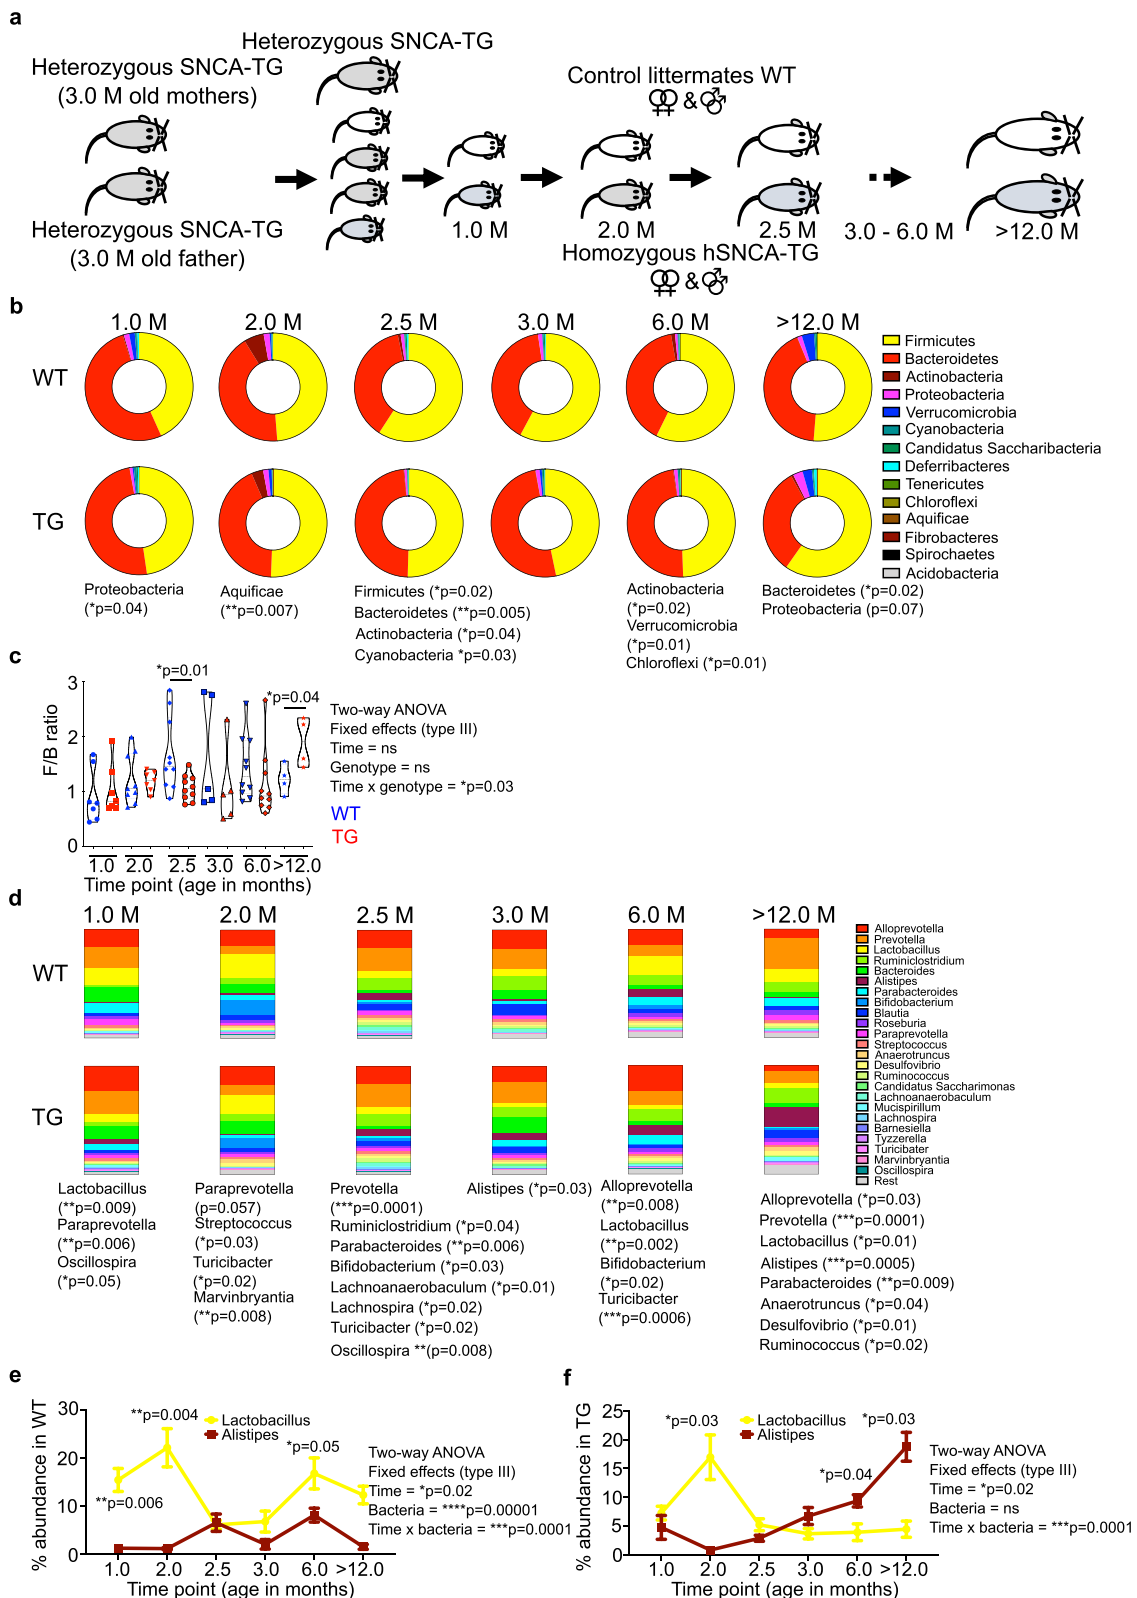 a
Heterozygous SNCA-TG
Heterozygous SNCA-TG
(3.0 M old mothers)
Control littermates WT
&
1.0 M
2.0 M
2.5 M
3.0 - 6.0 M
>12.0 M
Heterozygous SNCA-TG
(3.0 M old father)
Homozygous hSNCA-TG
&
b
1.0 M
2.0 M
2.5 M
3.0 M
6.0 M
>12.0 M
WT
TG
Firmicutes
Bacteroidetes
Actinobacteria
Proteobacteria
Verrucomicrobia
Cyanobacteria
Candidatus Saccharibacteria
Deferribacteres
Tenericutes
Chloroflexi
Aquificae
Fibrobacteres
Spirochaetes
Acidobacteria
Proteobacteria
(*p=0.04)
Aquificae
(**p=0.007)
Firmicutes (*p=0.02)
Bacteroidetes (**p=0.005)
Actinobacteria (*p=0.04)
Cyanobacteria *p=0.03)
Actinobacteria
(*p=0.02)
Verrucomicrobia
(*p=0.01)
Chloroflexi (*p=0.01)
Bacteroidetes (*p=0.02)
Proteobacteria (p=0.07)
c
F/B ratio
3
2
1
0
*p=0.01
*p=0.04
1.0
2.0
2.5
3.0
6.0
>12.0
Time point (age in months)
Two-way ANOVA
Fixed effects (type III)
Time = ns
Genotype = ns
Time x genotype = *p=0.03
WT
TG
d
1.0 M
2.0 M
2.5 M
3.0 M
6.0 M
>12.0 M
WT
TG
Alloprevotella
Prevotella
Lactobacillus
Ruminiclostridium
Bacteroides
Alistipes
Parabacteroides
Bifidobacterium
Blautia
Roseburia
Paraprevotella
Streptococcus
Anaerotruncus
Desulfovibrio
Ruminococcus
Candidatus Saccharimonas
Lachnoanaerobaculum
Mucispirillum
Lachnospira
Barnesiella
Tyzzerella
Turicibater
Marvinbryantia
Oscillospira
Rest
Lactobacillus
(**p=0.009)
Paraprevotella
(**p=0.006)
Oscillospira
(*p=0.05)
Paraprevotella
(p=0.057)
Streptococcus
(*p=0.03)
Turicibacter
(*p=0.02)
Marvinbryantia
(**p=0.008)
Prevotella
(***p=0.0001)
Ruminiclostridium (*p=0.04)
Parabacteroides (**p=0.006)
Bifidobacterium (*p=0.03)
Lachnoanaerobaculum (*p=0.01)
Lachnospira (*p=0.02)
Turicibacter (*p=0.02)
Oscillospira **(p=0.008)
Alistipes (*p=0.03)
Alloprevotella
(**p=0.008)
Lactobacillus
(**p=0.002)
Bifidobacterium
(*p=0.02)
Turicibacter
(***p=0.0006)
Alloprevotella (*p=0.03)
Prevotella (***p=0.0001)
Lactobacillus (*p=0.01)
Alistipes (***p=0.0005)
Parabacteroides (**p=0.009)
Anaerotruncus (*p=0.04)
Desulfovibrio (*p=0.01)
Ruminococcus (*p=0.02)
e
% abundance in WT
30
20
10
0
**p=0.004
**p=0.006
*p=0.05
Lactobacillus
Alistipes
1.0
2.0
2.5
3.0
6.0
>12.0
Time point (age in months)
Two-way ANOVA
Fixed effects (type III)
Time = *p=0.02
Bacteria = ****p=0.00001
Time x bacteria = ***p=0.0001
f
% abundance in TG
25
20
15
10
5
0
*p=0.03
*p=0.04
*p=0.03
Lactobacillus
Alistipes
1.0
2.0
2.5
3.0
6.0
>12.0
Time point (age in months)
Two-way ANOVA
Fixed effects (type III)
Time = *p=0.02
Bacteria = ns
Time x bacteria = ***p=0.0001